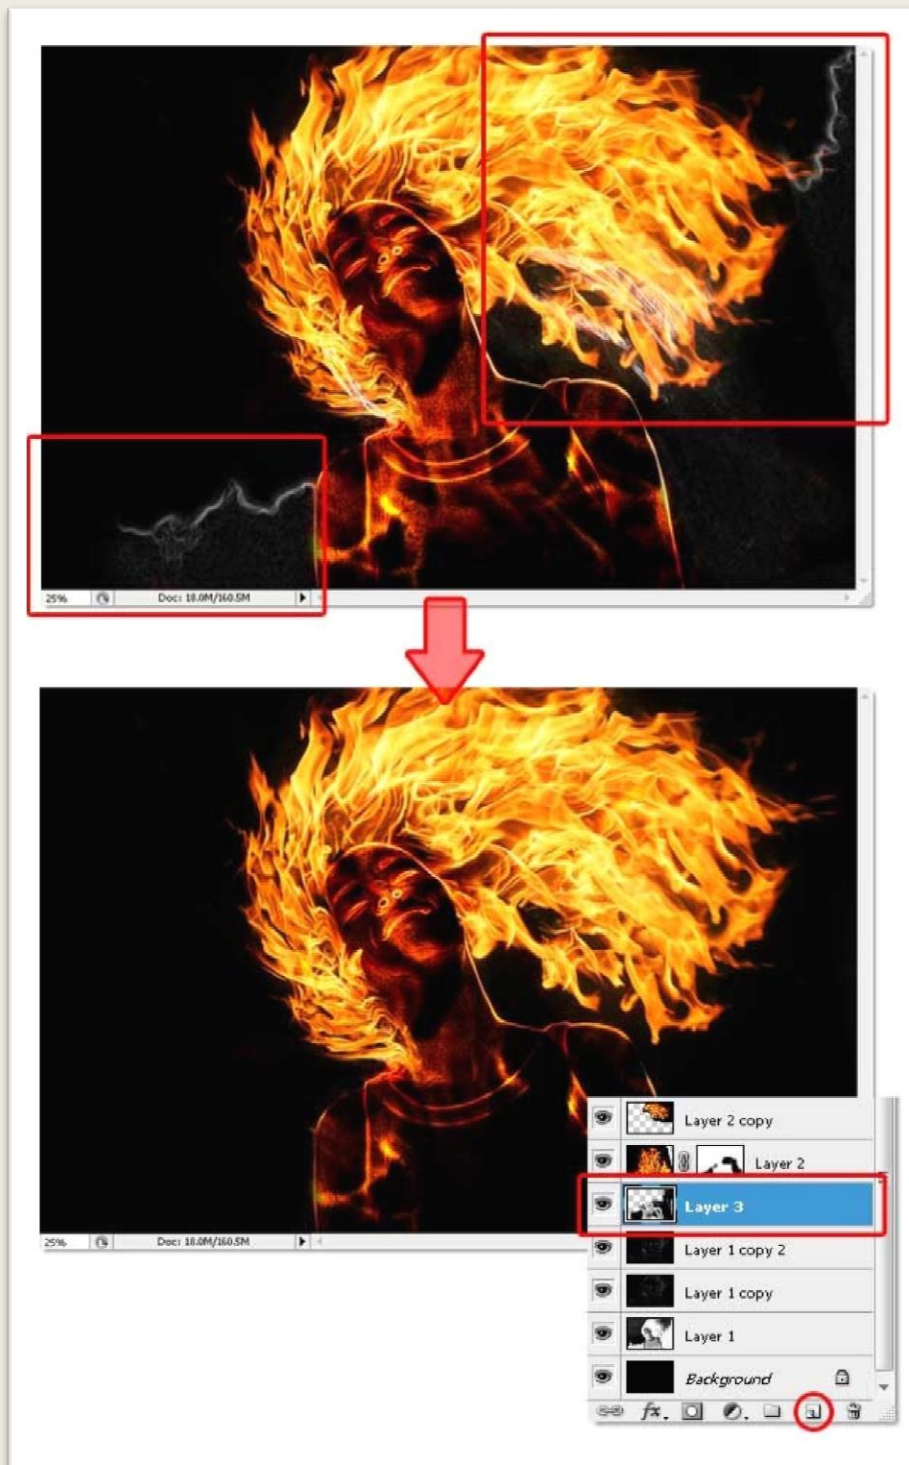 25%
Doc: 18.0M/160.5M
25%
Doc: 18.0M/160.5M
Layer 2 copy
Layer 2
Layer 3
Layer 1 copy 2
Layer 1 copy
Layer 1
Background
fx.